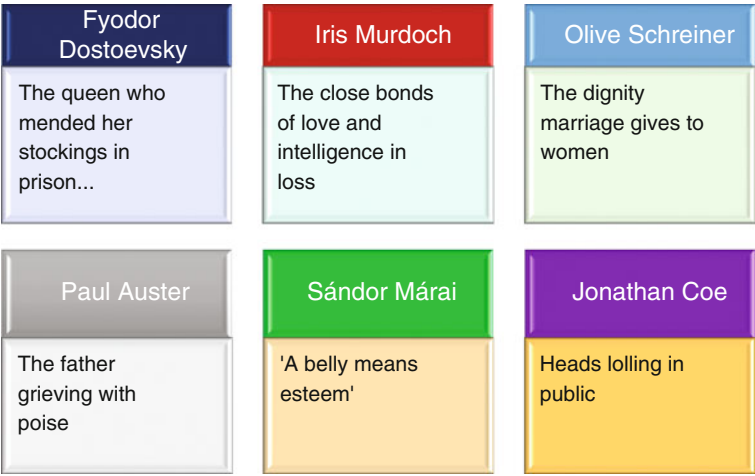 Fyodor
Dostoevsky
The queen who
mended her
stockings in
prison...
Iris Murdoch
The close bonds
of love and
intelligence in
loss
Olive Schreiner
The dignity
marriage gives to
women
Paul Auster
The father
grieving with
poise
Sándor Márai
'A belly means
esteem'
Jonathan Coe
Heads lolling in
public